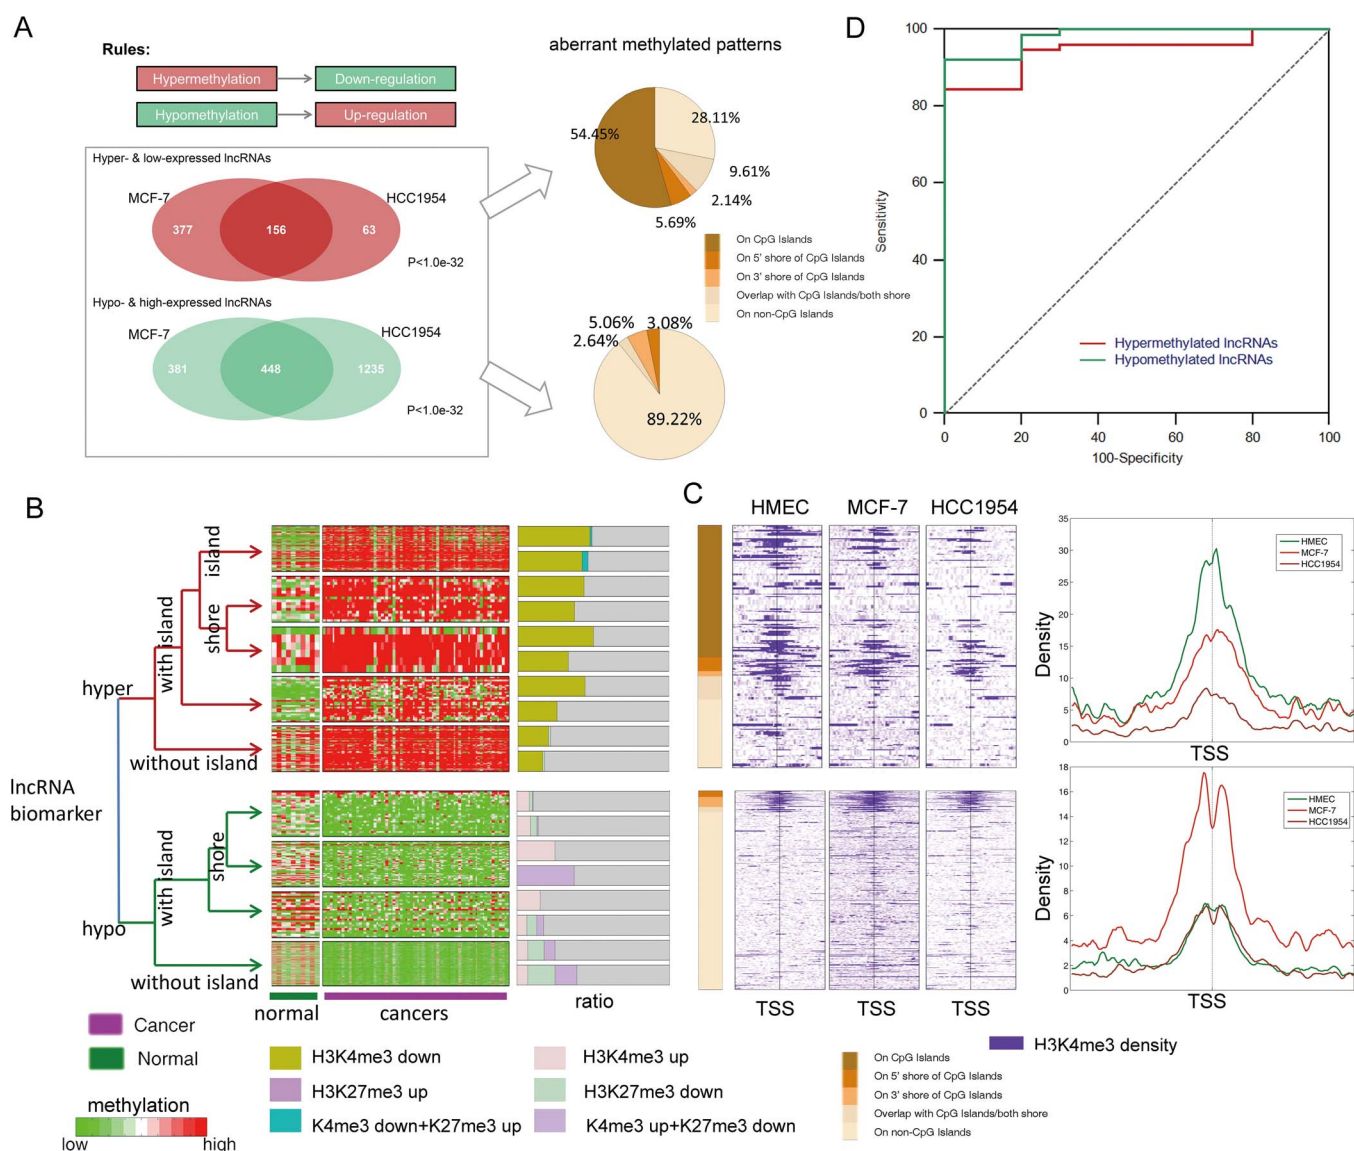 A
Rules:
Hypermethylation
Down-regulation
Hypomethylation
Up-regulation
Hyper- & low-expressed lncRNAs
MCF-7
HCC1954
377
156
63
P<1.0e-32
Hypo- & high-expressed lncRNAs
MCF-7
HCC1954
381
448
1235
P<1.0e-32
aberrant methylated patterns
54.45%
28.11%
9.61%
2.14%
5.69%
On CpG Islands
On 5' shore of CpG Islands
On 3' shore of CpG Islands
Overlap with CpG Islands/both shore
On non-CpG Islands
5.06%
3.08%
2.64%
89.22%
D
100
80
60
40
20
0
Sensitivity
Hypermethylated lncRNAs
Hypomethylated lncRNAs
0
20
40
60
80
100
100-Specificity
B
lncRNA
biomarker
hyper
with island
island
shore
without island
hypo
with island
shore
without island
normal
cancers
ratio
Cancer
Normal
methylation
low
high
H3K4me3 down
H3K27me3 up
K4me3 down+K27me3 up
H3K4me3 up
H3K27me3 down
K4me3 up+K27me3 down
C
HMEC
MCF-7
HCC1954
TSS
TSS
TSS
35
30
25
20
15
10
5
0
Density
HMEC
MCF-7
HCC1954
TSS
18
16
14
12
10
8
6
4
2
0
Density
HMEC
MCF-7
HCC1954
TSS
H3K4me3 density
On CpG Islands
On 5' shore of CpG Islands
On 3' shore of CpG Islands
Overlap with CpG Islands/both shore
On non-CpG Islands